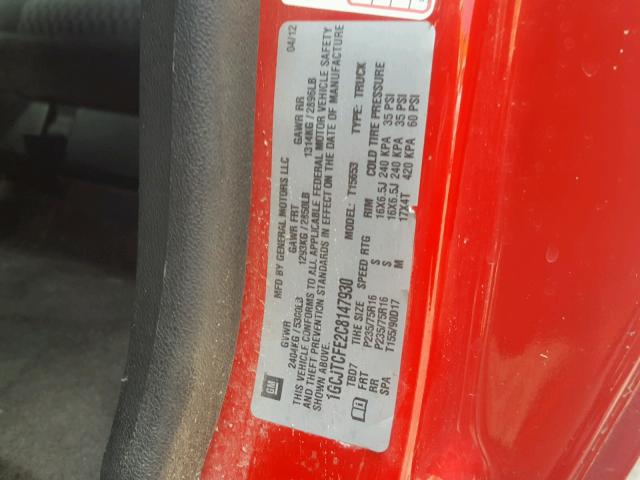 GM
MFD BY GENERAL MOTORS LLC 04/12
GVWR GAWR FRT GAWR RR
2404KG / 5300LB 1293KG / 2850LB 1314KG / 2896LB
THIS VEHICLE CONFORMS TO ALL APPLICABLE FEDERAL MOTOR VEHICLE SAFETY
AND THEFT PREVENTION STANDARDS IN EFFECT ON THE DATE OF MANUFACTURE
SHOWN ABOVE.
1GCJTCFE2C8147930 MODEL: T15653 TYPE: TRUCK
TBD7 TIRE SIZE SPEED RTG RIM COLD TIRE PRESSURE
FRT P235/75R16 S 16X6.5J 240 KPA 35 PSI
RR P235/75R16 S 16X6.5J 240 KPA 35 PSI
SPA T155/90D17 M 17X4T 420 KPA 60 PSI